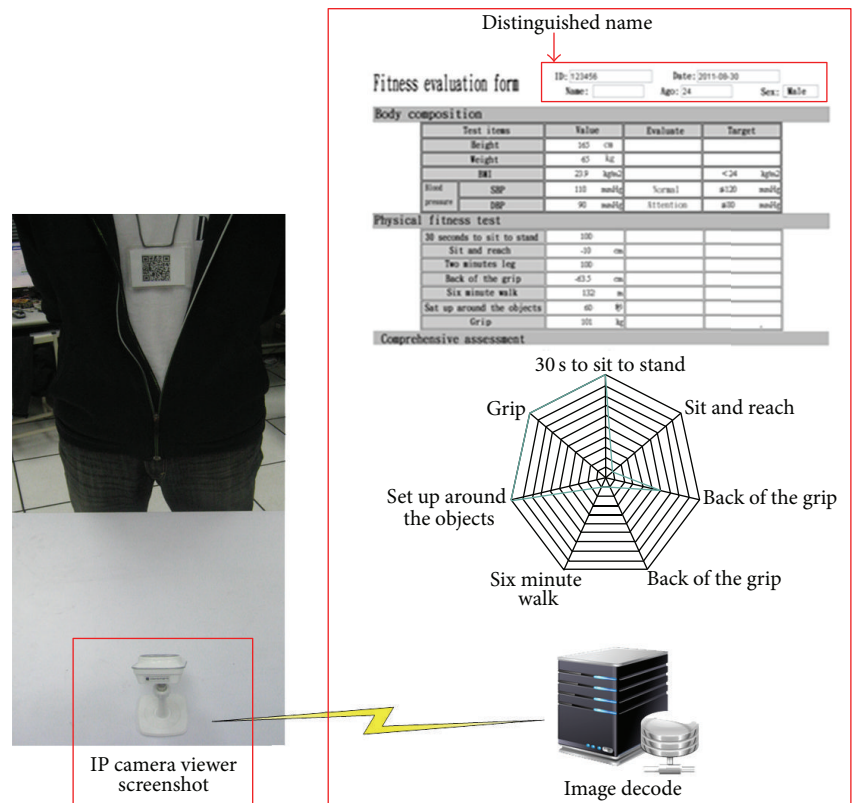 Distinguished name
Fitness evaluation form
ID: 123456 Date: 2011-08-30
Name: Ago: 24 Sex: Male
Body composition
Test items Value Evaluate Target
Height 165 cm
Weight 65 kg
BMI 23.9 kg/m2 <24 kg/m2
Blood pressure SBP 110 mmHg Normal ≤120 mmHg
DBP 90 mmHg Attention ≤80 mmHg
Physical fitness test
30 seconds to sit to stand 100
Sit and reach -10 cm
Two minutes leg 100
Back of the grip -63.5 cm
Six minute walk 132 m
Sat up around the objects 60 秒
Grip 101 kg
Comprehensive assessment
30 s to sit to stand
Grip
Sit and reach
Set up around
the objects
Back of the grip
Six minute
walk
Back of the grip
IP camera viewer
screenshot
Image decode